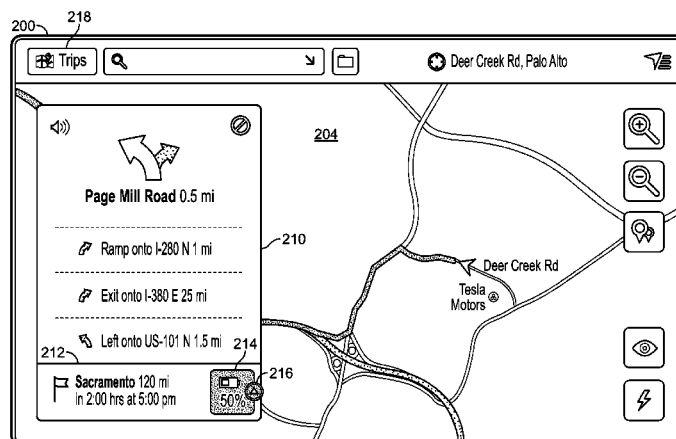 200
218
Trips
Deer Creek Rd, Palo Alto
204
Page Mill Road 0.5 mi
210
Ramp onto I-280 N 1 mi
Deer Creek Rd
Exit onto I-380 E 25 mi
Tesla
Motors
Left onto US-101 N 1.5 mi
212
214
Sacramento 120 mi
216
in 2:00 hrs at 5:00 pm
50%